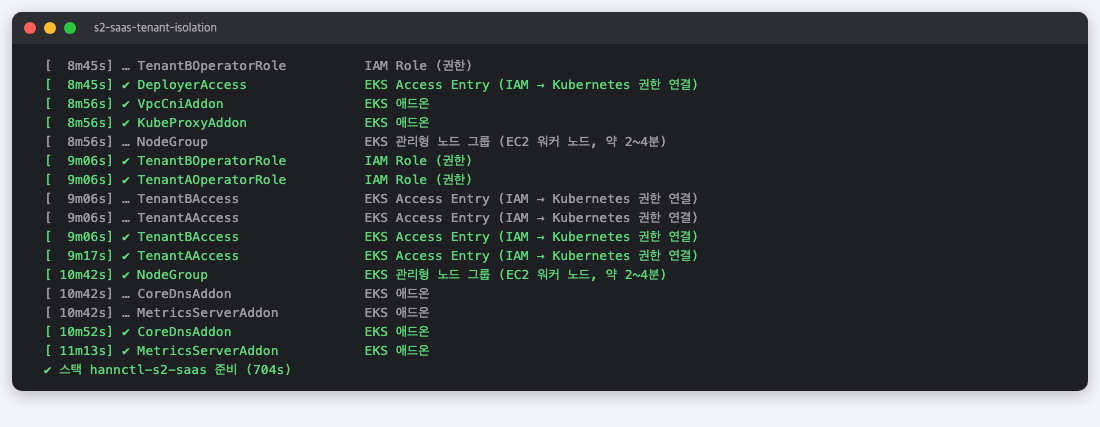 s2-saas-tenant-isolation
[  8m45s] … TenantBOperatorRole          IAM Role (권한)
[  8m45s] ✔ DeployerAccess               EKS Access Entry (IAM → Kubernetes 권한 연결)
[  8m56s] ✔ VpcCniAddon                  EKS 애드온
[  8m56s] ✔ KubeProxyAddon               EKS 애드온
[  8m56s] … NodeGroup                    EKS 관리형 노드 그룹 (EC2 워커 노드, 약 2~4분)
[  9m06s] ✔ TenantBOperatorRole          IAM Role (권한)
[  9m06s] ✔ TenantAOperatorRole          IAM Role (권한)
[  9m06s] … TenantBAccess                EKS Access Entry (IAM → Kubernetes 권한 연결)
[  9m06s] … TenantAAccess                EKS Access Entry (IAM → Kubernetes 권한 연결)
[  9m06s] ✔ TenantBAccess                EKS Access Entry (IAM → Kubernetes 권한 연결)
[  9m17s] ✔ TenantAAccess                EKS Access Entry (IAM → Kubernetes 권한 연결)
[ 10m42s] ✔ NodeGroup                    EKS 관리형 노드 그룹 (EC2 워커 노드, 약 2~4분)
[ 10m42s] … CoreDnsAddon                 EKS 애드온
[ 10m42s] … MetricsServerAddon           EKS 애드온
[ 10m52s] ✔ CoreDnsAddon                 EKS 애드온
[ 11m13s] ✔ MetricsServerAddon           EKS 애드온
✔ 스택 hannctl-s2-saas 준비 (704s)